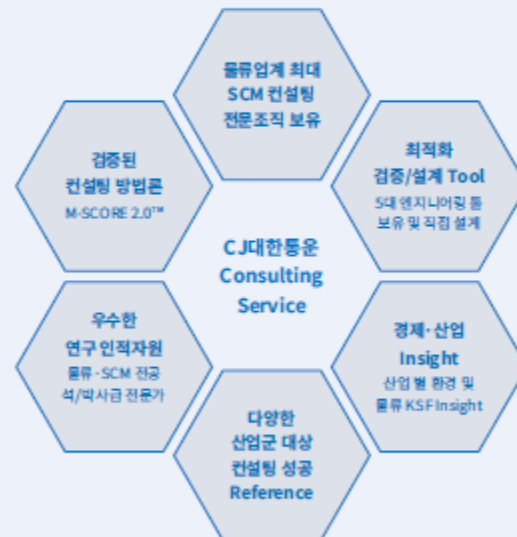 물류업계 최대
SCM 컨설팅
전문조직 보유
검증된
컨설팅 방법론
M-SCORE 2.0™
최적화
검증/설계 Tool
5대 엔지니어링 툴
보유 및 직접 설계
CJ대한통운
Consulting
Service
우수한
연구 인적자원
물류·SCM 전공
석/박사급 전문가
경제·산업
Insight
산업 별 환경 및
물류 KSF Insight
다양한
산업군 대상
컨설팅 성공
Reference